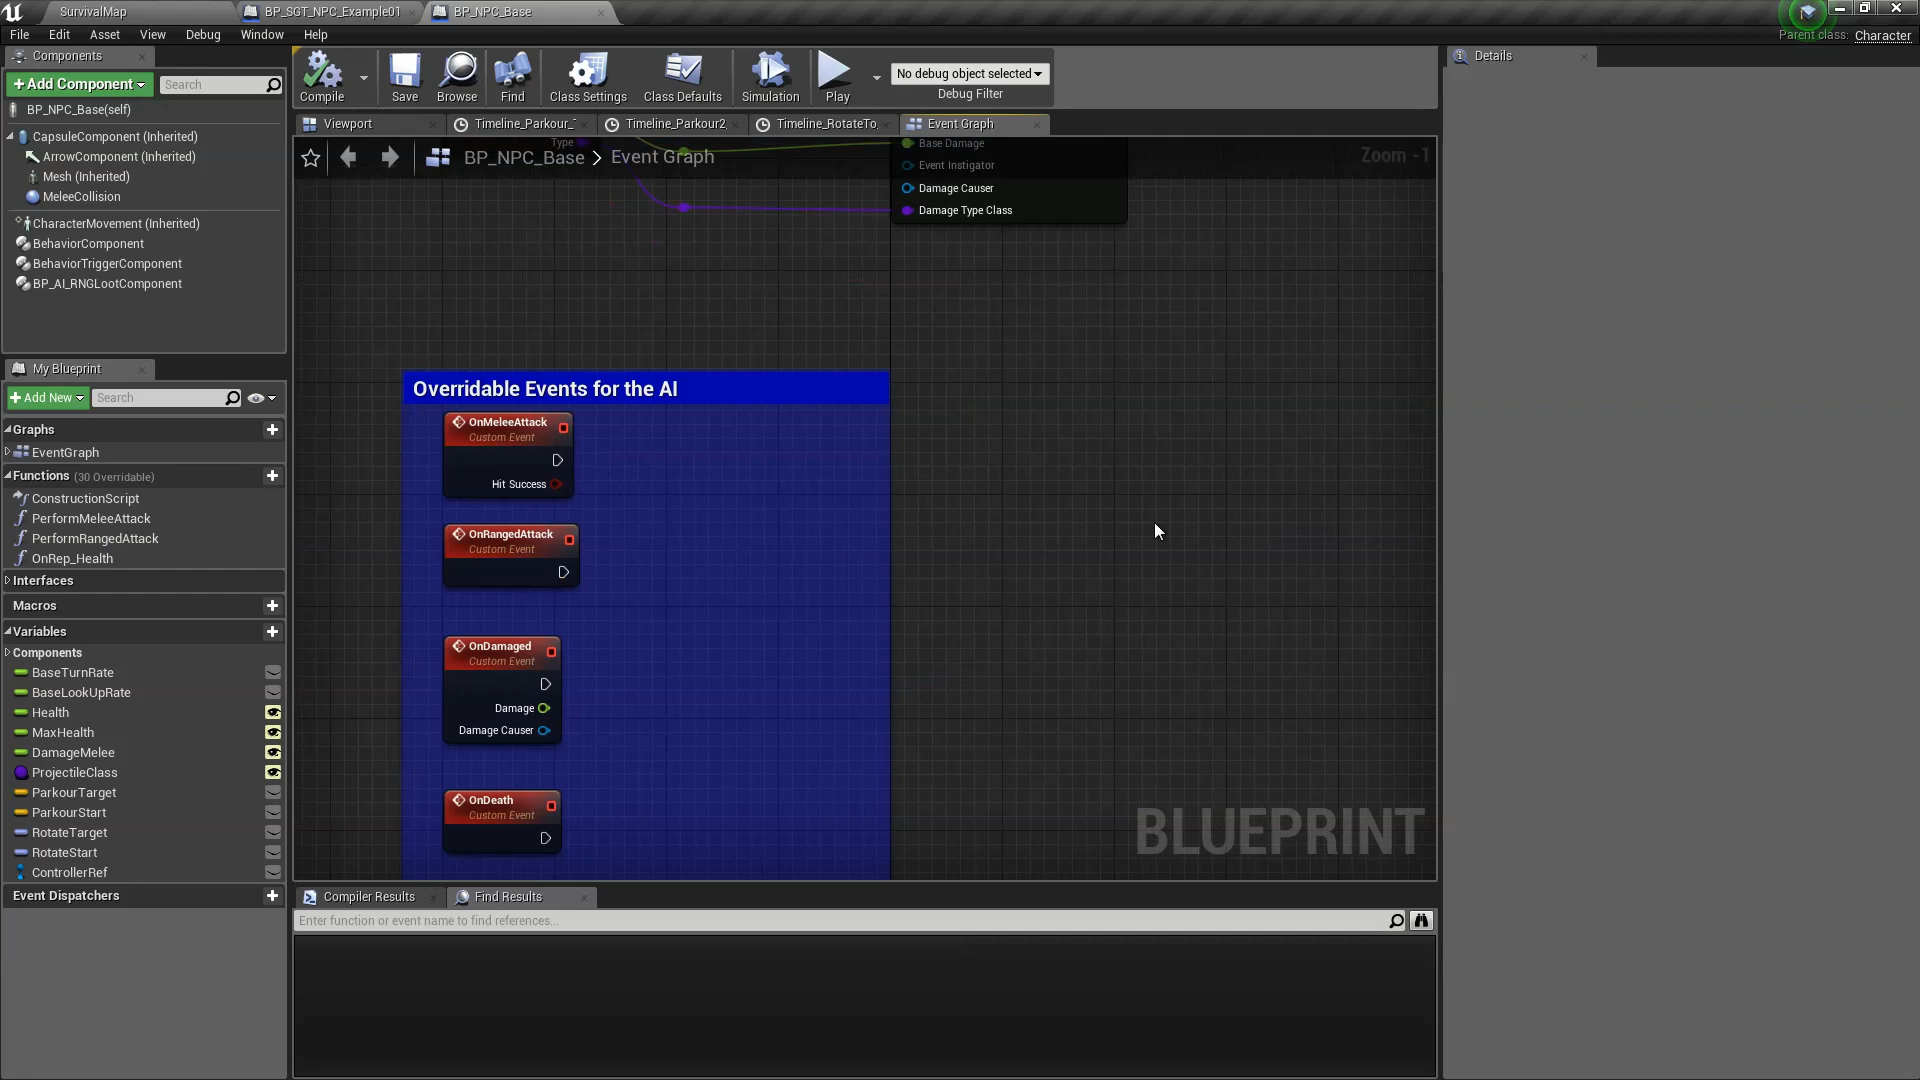 SurvivalMap
BP_SGT_NPC_Example01
BP_NPC_Base
File Edit Asset View Debug Window Help
Parent class: Character
Components
+ Add Component
Search
BP_NPC_Base(self)
CapsuleComponent (Inherited)
ArrowComponent (Inherited)
Mesh (Inherited)
MeleeCollision
CharacterMovement (Inherited)
BehaviorComponent
BehaviorTriggerComponent
BP_AI_RNGLootComponent
My Blueprint
+ Add New
Search
Graphs
EventGraph
Functions (30 Overridable)
ConstructionScript
PerformMeleeAttack
PerformRangedAttack
OnRep_Health
Interfaces
Macros
Variables
Components
BaseTurnRate
BaseLookUpRate
Health
MaxHealth
DamageMelee
ProjectileClass
ParkourTarget
ParkourStart
RotateTarget
RotateStart
ControllerRef
Event Dispatchers
Compile
Save
Browse
Find
Class Settings
Class Defaults
Simulation
Play
No debug object selected
Debug Filter
Viewport
Timeline_Parkour_
Timeline_Parkour2
Timeline_RotateTo
Event Graph
BP_NPC_Base > Event Graph
Zoom -1
Type
Base Damage
Event Instigator
Damage Causer
Damage Type Class
Overridable Events for the AI
OnMeleeAttack
Custom Event
Hit Success
OnRangedAttack
Custom Event
OnDamaged
Custom Event
Damage
Damage Causer
OnDeath
Custom Event
BLUEPRINT
Compiler Results
Find Results
Enter function or event name to find references...
Details